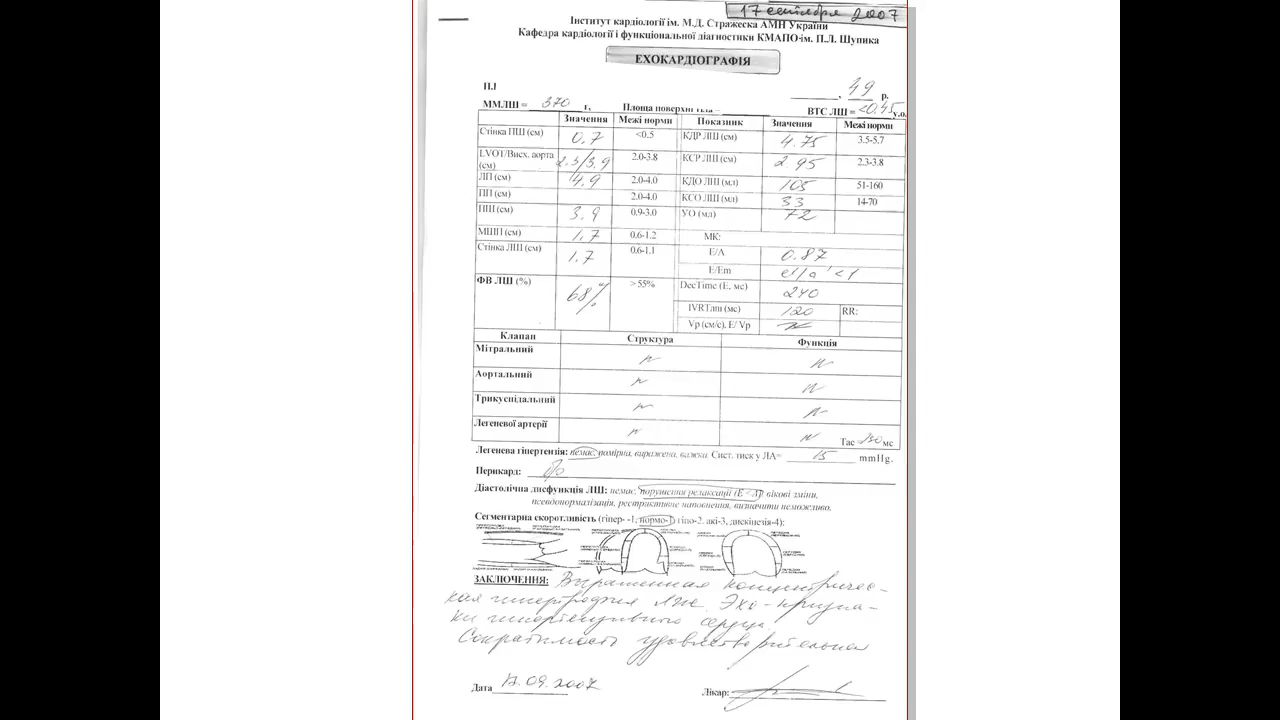 17 сентября 2007
Інститут кардіології ім. М.Д. Стражеска АМН України
Кафедра кардіології і функціональної діагностики КМАПО ім. П.Л. Шупика
ЕХОКАРДІОГРАФІЯ
П.І , 49 р.
ММЛШ = 370 г, Площа поверхні тіла = ВТС ЛШ = <0.45 у.о.
Значення Межі норми Показник Значення Межі норми
Стінка ПШ (см) 0.7 <0.5 КДР ЛШ (см) 4.75 3.5-5.7
LVOT/Висх. аорта (см) 2.3/3.9 2.0-3.8 КСР ЛШ (см) 2 95 2.3-3.8
ЛП (см) 4.9 2.0-4.0 КДО ЛШ (мл) 105 51-160
ПП (см) 2.0-4.0 КСО ЛШ (мл) 33 14-70
ПШ (см) 3.9 0.9-3.0 УО (мл) 72
МШП (см) 1.7 0.6-1.2 МК:
Стінка ЛШ (см) 1.7 0.6-1.1 Е/А 0.87
Е/Em e'/a' <1
ФВ ЛШ (%) 68% >55% DecTime (Е, мс) 240
IVRTлш (мс) 120 RR:
Vp (см/с), Е/ Vp
Клапан Структура Функція
Мітральний n n
Аортальний n n
Трикуспідальний n n
Легеневої артерії n n Тас 130 мс
Легенева гіпертензія: немає, помірна, виражена, важка. Сист. тиск у ЛА= 15 mmHg.
Перикард: б/о
Діастолічна дисфункція ЛШ: немає, порушення релаксації (Е < А) вікові зміни,
псевдонормалізація, рестриктивне наповнення, визначити неможливо.
Сегментарна скоротливість (гіпер- -1, нормо-1, гіпо-2, акі-3, дискінезія-4):
ЗАКЛЮЧЕННЯ: Выраженная концентричес-
кая гипертрофия ЛЖ. Эхо-призна-
ки гипертензивного сердца.
Сократимость удовлетворительная
Дата 17.09.2007 Лікар: